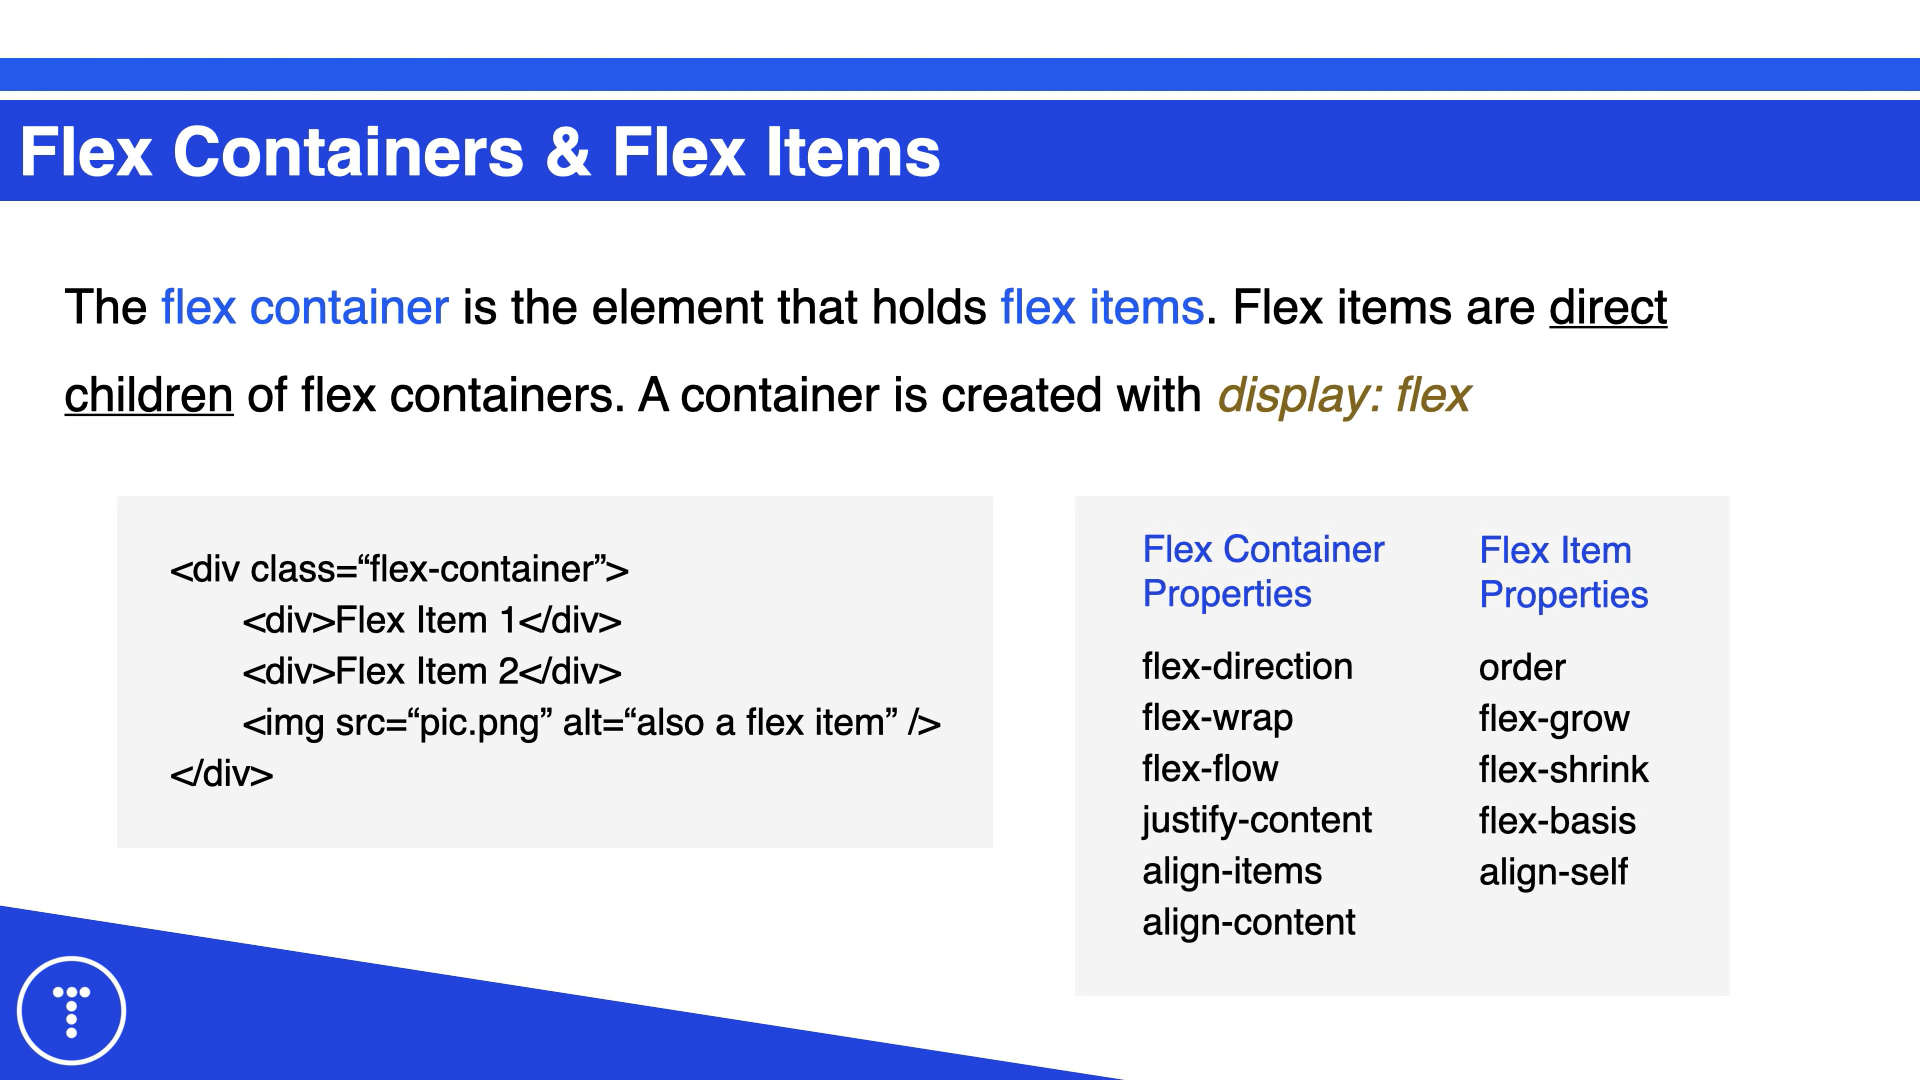 Flex Containers & Flex Items
The flex container is the element that holds flex items. Flex items are direct
children of flex containers. A container is created with display: flex
<div class=“flex-container”>
<div>Flex Item 1</div>
<div>Flex Item 2</div>
<img src=“pic.png” alt=“also a flex item” />
</div>
Flex Container
Properties
flex-direction
flex-wrap
flex-flow
justify-content
align-items
align-content
Flex Item
Properties
order
flex-grow
flex-shrink
flex-basis
align-self
T